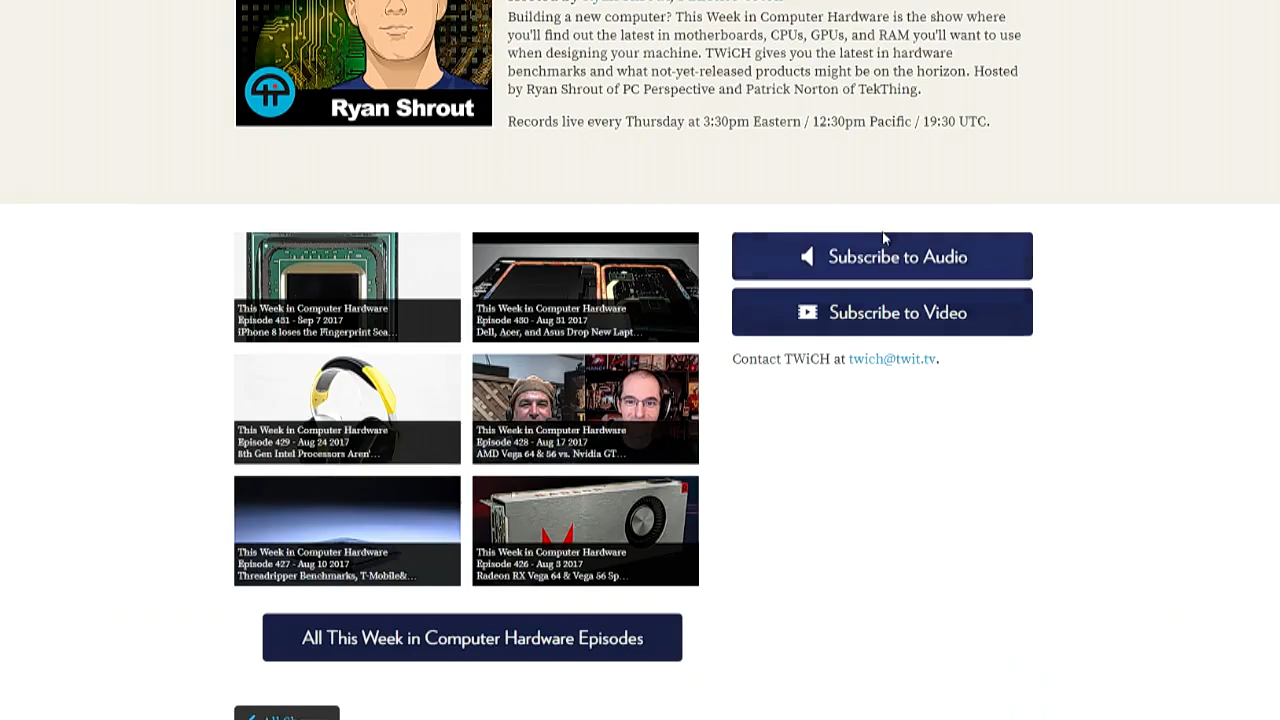 Ryan Shrout
Building a new computer? This Week in Computer Hardware is the show where
you'll find out the latest in motherboards, CPUs, GPUs, and RAM you'll want to use
when designing your machine. TWiCH gives you the latest in hardware
benchmarks and what not-yet-released products might be on the horizon. Hosted
by Ryan Shrout of PC Perspective and Patrick Norton of TekThing.
Records live every Thursday at 3:30pm Eastern / 12:30pm Pacific / 19:30 UTC.
This Week in Computer Hardware
Episode 431 - Sep 7 2017
iPhone 8 loses the Fingerprint Sca…
This Week in Computer Hardware
Episode 430 - Aug 31 2017
Dell, Acer, and Asus Drop New Lapt…
Subscribe to Audio
Subscribe to Video
Contact TWiCH at twich@twit.tv.
This Week in Computer Hardware
Episode 429 - Aug 24 2017
8th Gen Intel Processors Aren'…
This Week in Computer Hardware
Episode 428 - Aug 17 2017
AMD Vega 64 & 56 vs. Nvidia GT…
This Week in Computer Hardware
Episode 427 - Aug 10 2017
Threadripper Benchmarks, T-Mobile&…
This Week in Computer Hardware
Episode 426 - Aug 3 2017
Radeon RX Vega 64 & Vega 56 Sp…
All This Week in Computer Hardware Episodes